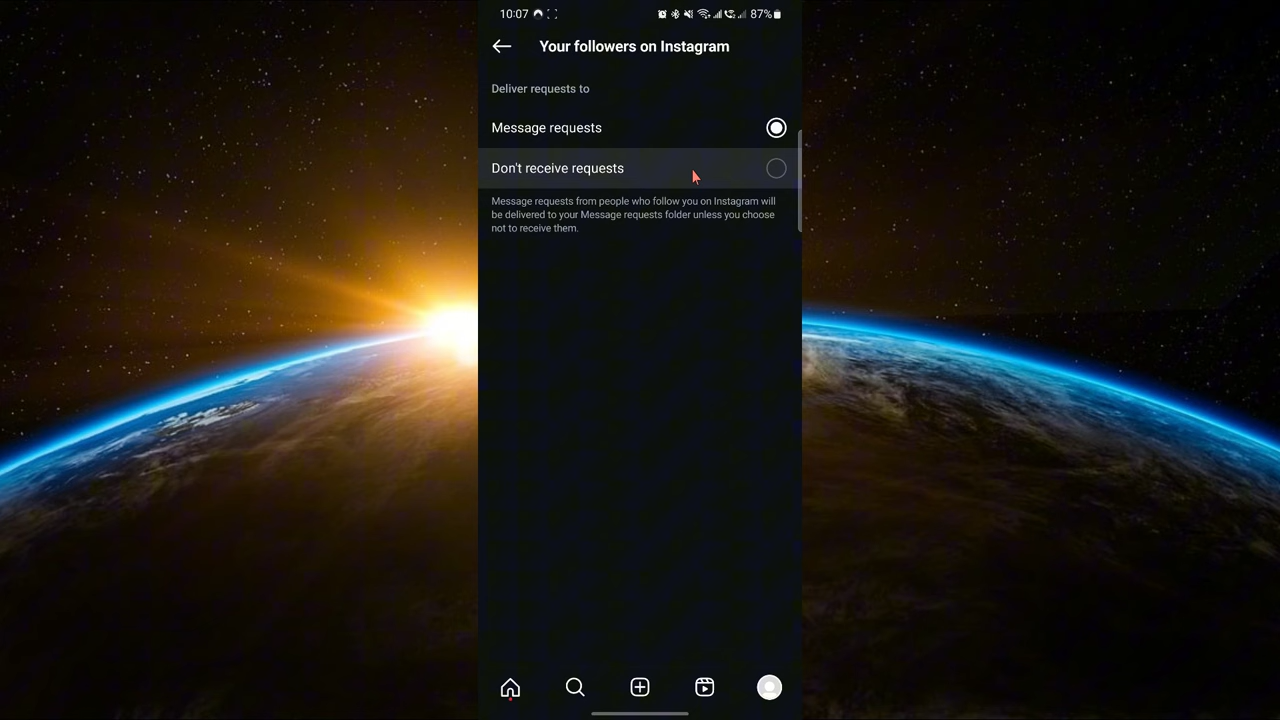 10:07
87%
Your followers on Instagram
Deliver requests to
Message requests
Don't receive requests
Message requests from people who follow you on Instagram will
be delivered to your Message requests folder unless you choose
not to receive them.